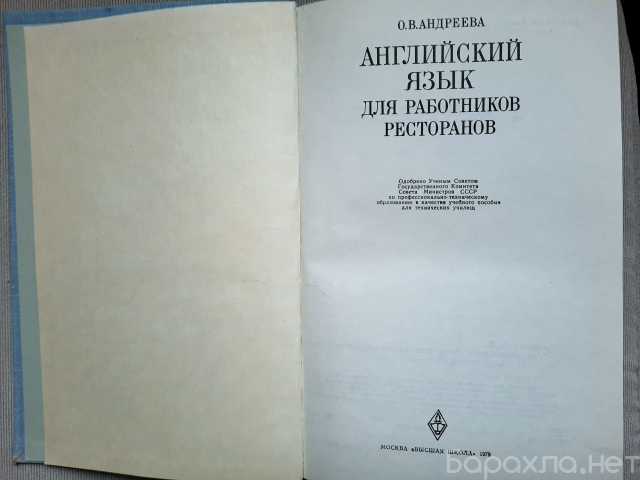 О.В.АНДРЕЕВА
АНГЛИЙСКИЙ
ЯЗЫК
ДЛЯ РАБОТНИКОВ
РЕСТОРАНОВ
Одобрено Ученым Советом
Государственного Комитета
Совета Министров СССР
по профессионально-техническому
образованию в качестве учебного пособия
для технических училищ
МОСКВА «ВЫСШАЯ ШКОЛА»
барахла.нет